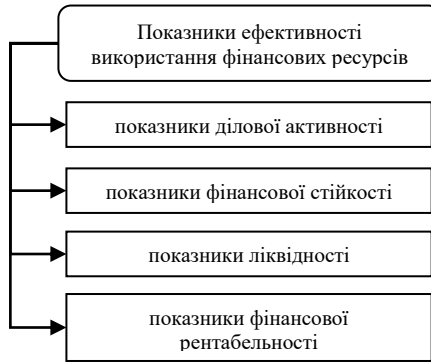 Показники ефективності
використання фінансових ресурсів
показники ділової активності
показники фінансової стійкості
показники ліквідності
показники фінансової
рентабельності